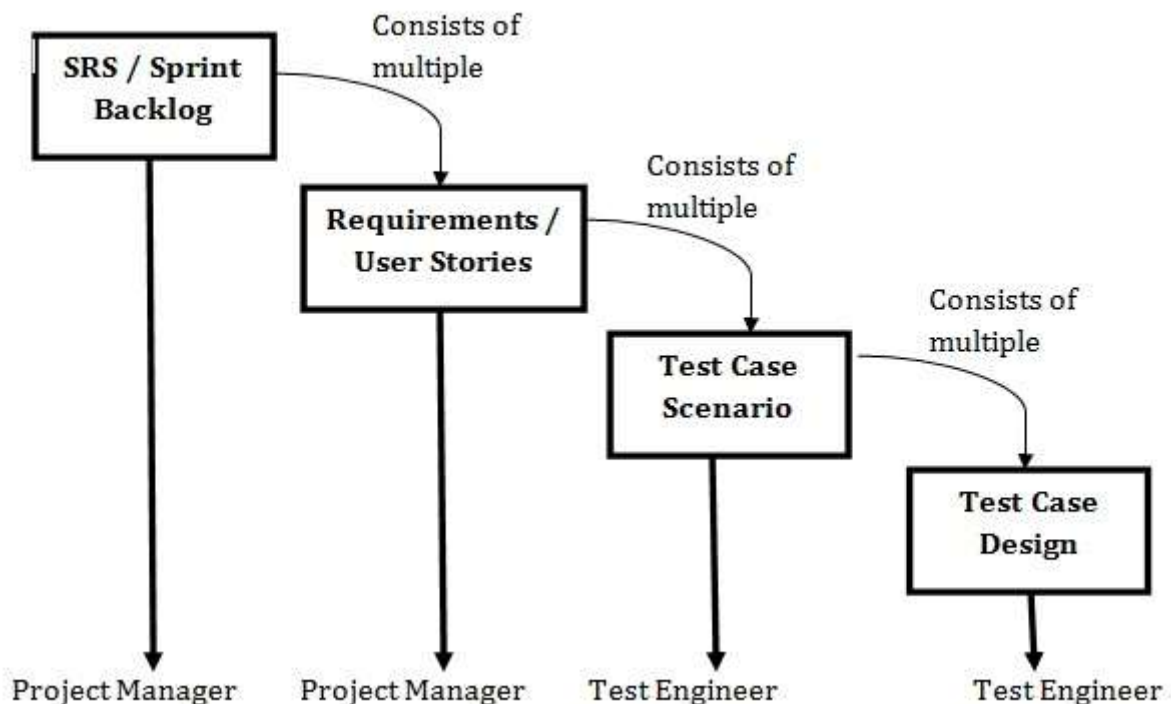 Consists of
multiple
SRS / Sprint
Backlog
Consists of
multiple
Requirements /
User Stories
Consists of
multiple
Test Case
Scenario
Test Case
Design
Project Manager
Project Manager
Test Engineer
Test Engineer